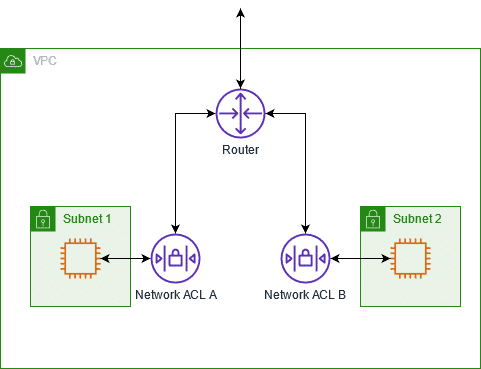 VPC
Router
Subnet 1
Subnet 2
Network ACL A
Network ACL B